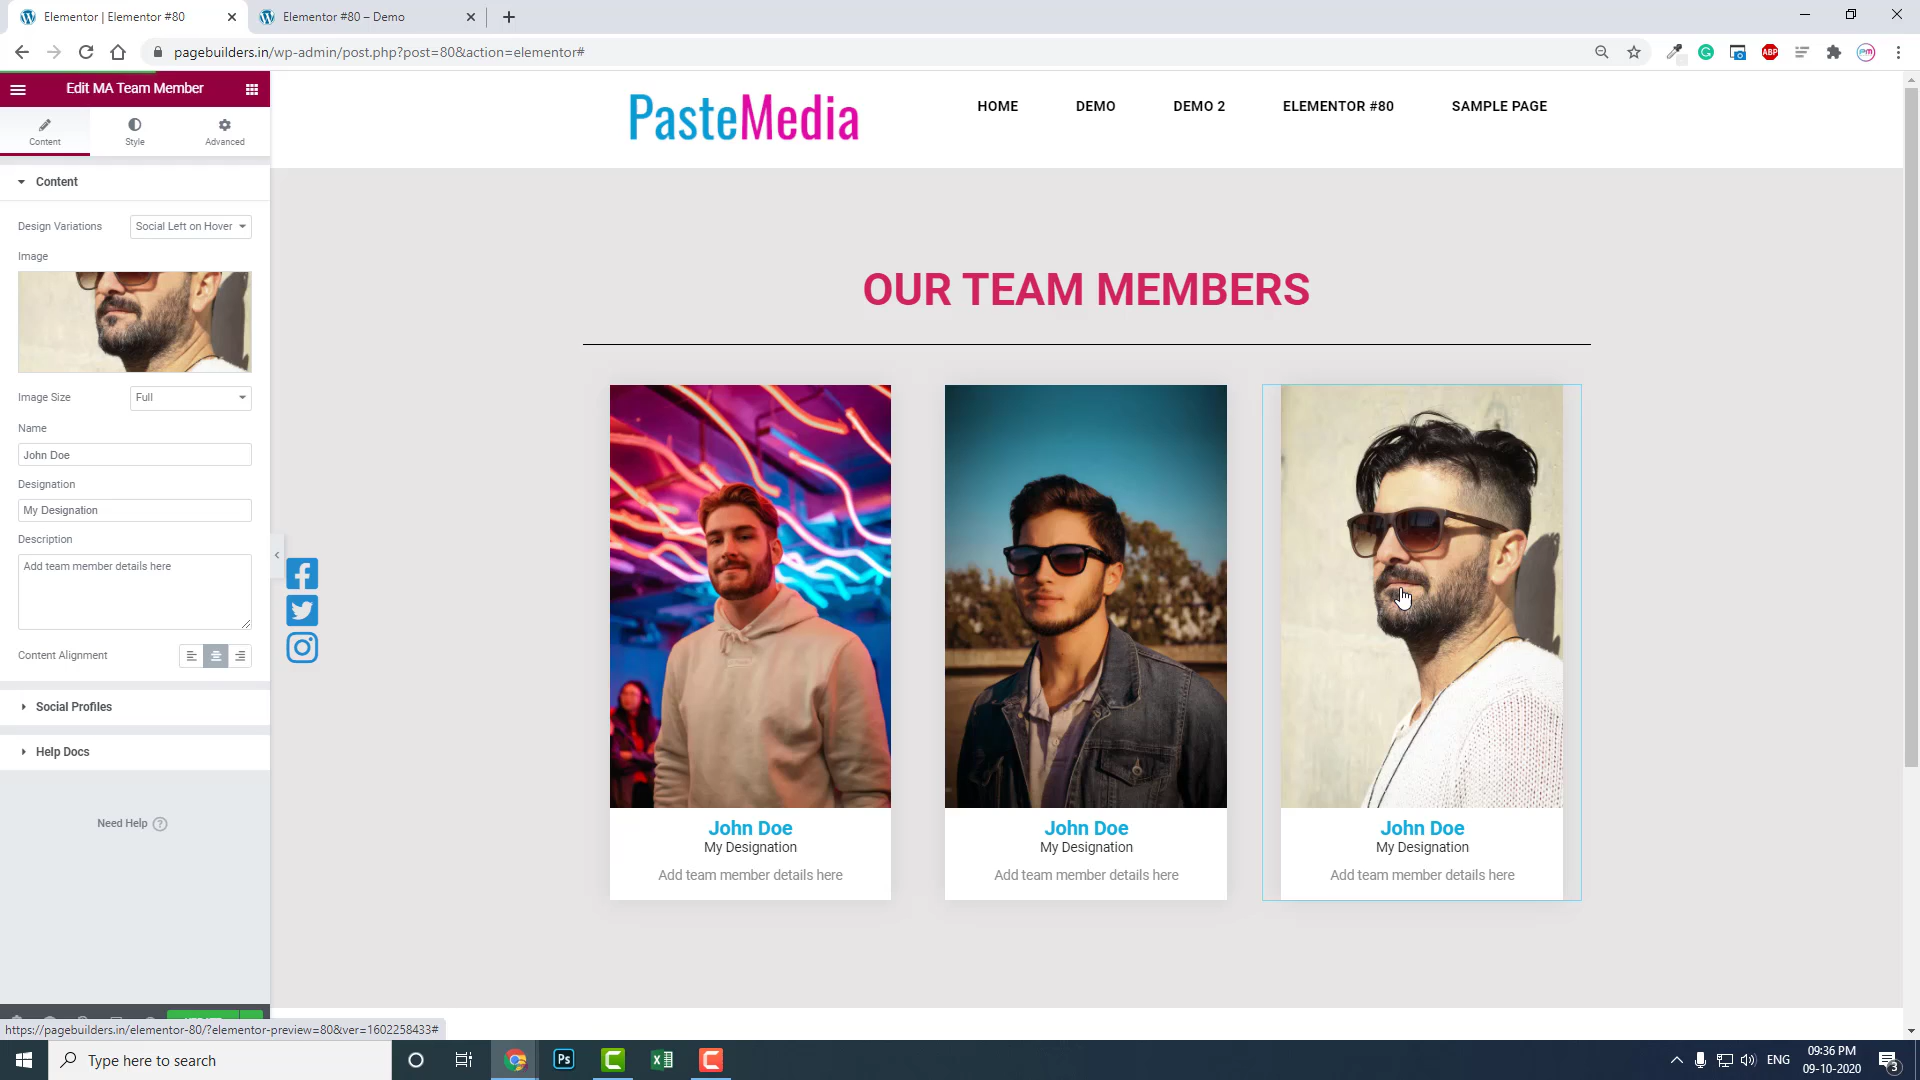 Elementor | Elementor #80
Elementor #80 – Demo
pagebuilders.in/wp-admin/post.php?post=80&action=elementor#
ABP
Edit MA Team Member
Content
Style
Advanced
Content
Design Variations
Social Left on Hover
Image
Image Size
Full
Name
John Doe
Designation
My Designation
Description
Add team member details here
Content Alignment
Social Profiles
Help Docs
Need Help ?
PasteMedia
HOME
DEMO
DEMO 2
ELEMENTOR #80
SAMPLE PAGE
OUR TEAM MEMBERS
John Doe
My Designation
Add team member details here
John Doe
My Designation
Add team member details here
John Doe
My Designation
Add team member details here
https://pagebuilders.in/elementor-80/?elementor-preview=80&ver=1602258433#
Type here to search
Ps
ENG
09:36 PM
09-10-2020
3